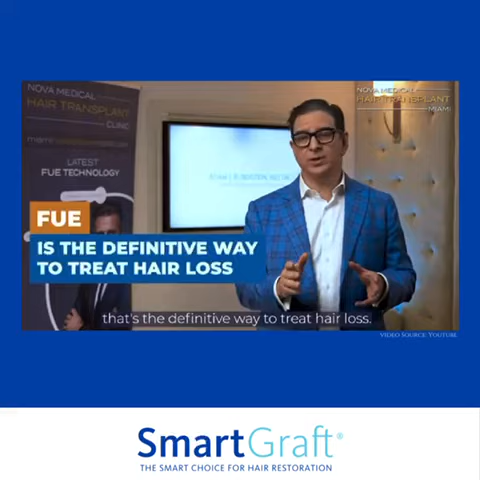 NOVA MEDICAL
HAIR TRANSPLANT
CLINIC
LATEST
FUE TECHNOLOGY
NOVA MEDICAL
HAIR TRANSPLANT
MIAMI
FUE
IS THE DEFINITIVE WAY
TO TREAT HAIR LOSS
that's the definitive way to treat hair loss.
VIDEO SOURCE: YOUTUBE
SmartGraft®
THE SMART CHOICE FOR HAIR RESTORATION